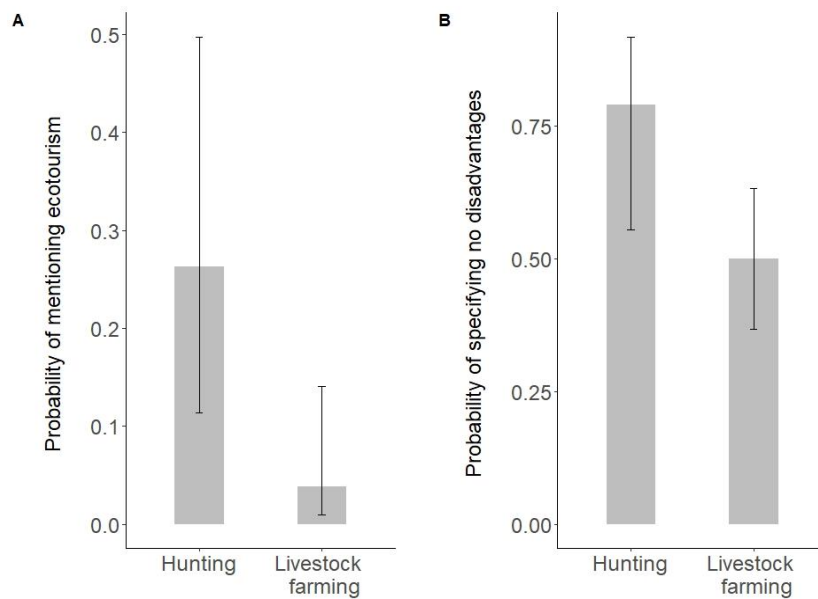 A
Probability of mentioning ecotourism
0.5
0.4
0.3
0.2
0.1
0.0
Hunting
Livestock
farming
B
Probability of specifying no disadvantages
0.75
0.50
0.25
0.00
Hunting
Livestock
farming